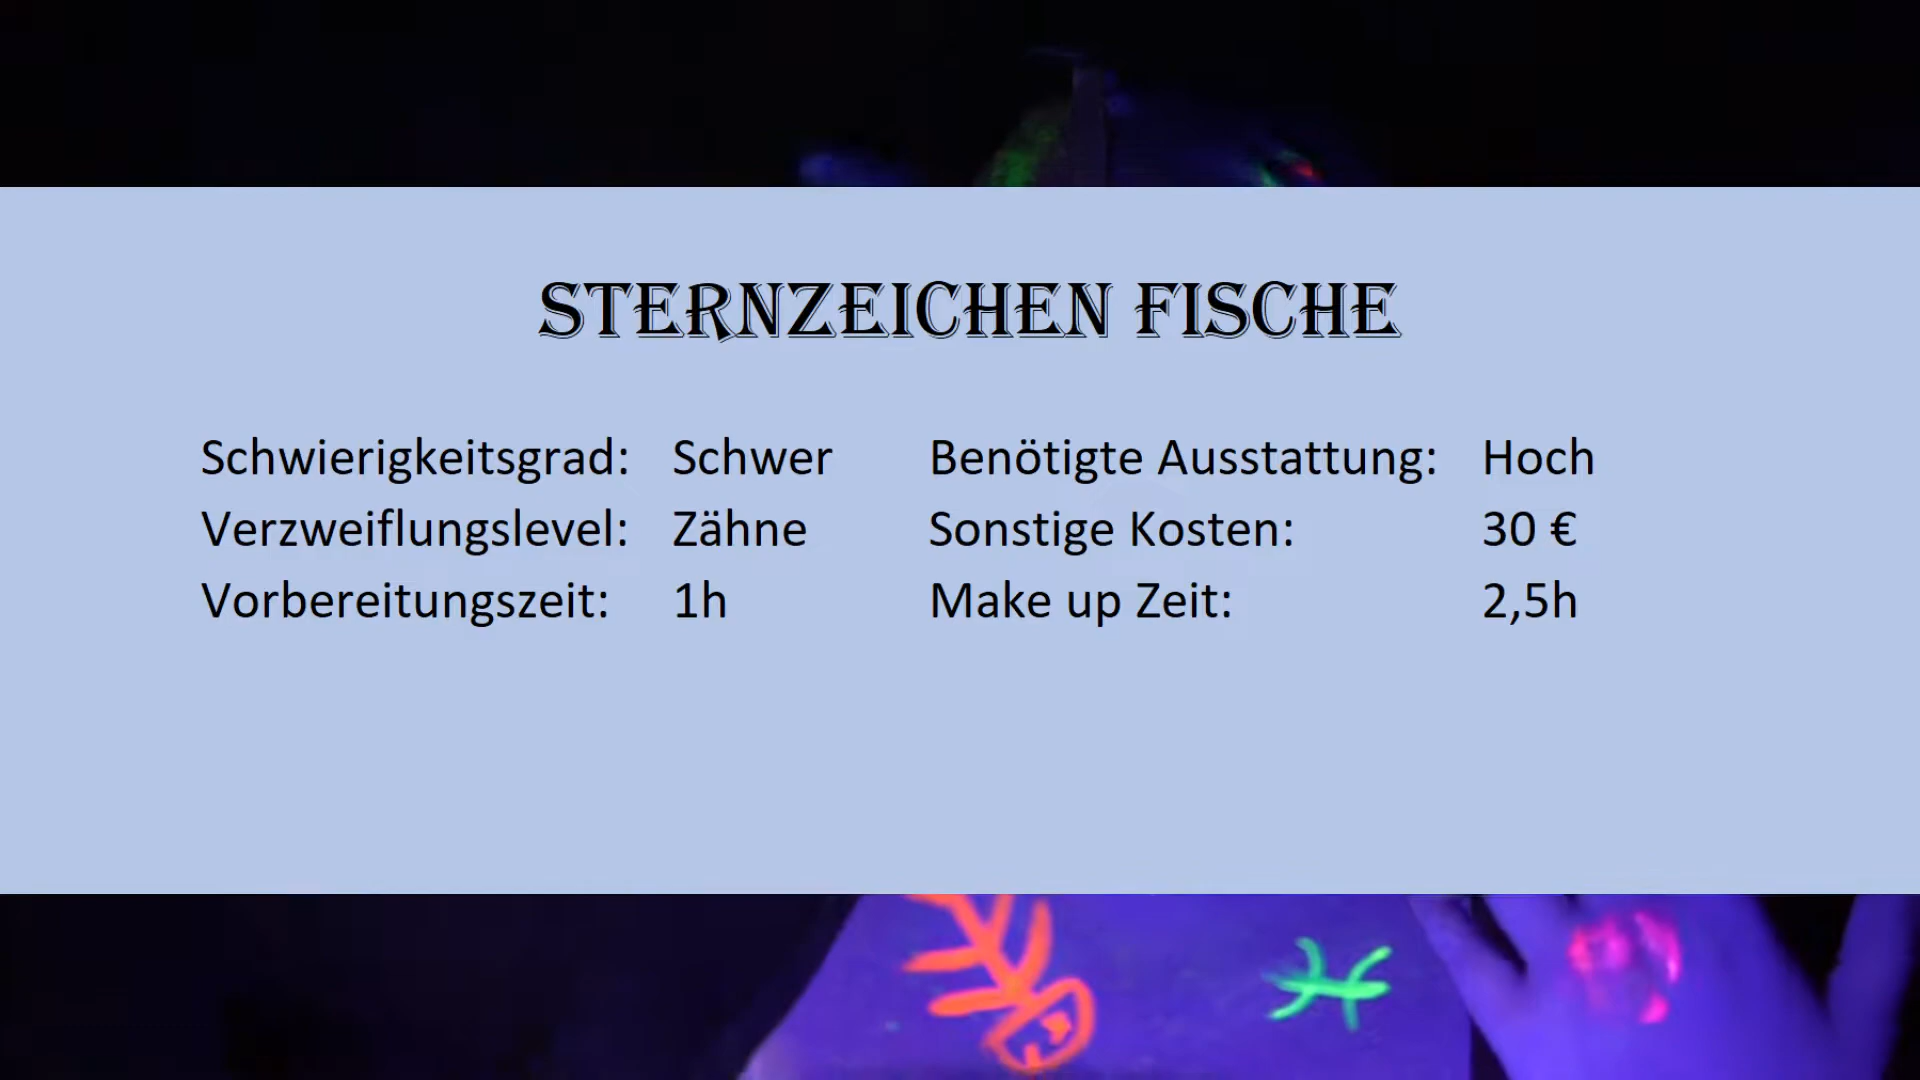 STERNZEICHEN FISCHE
Schwierigkeitsgrad: Schwer Benötigte Ausstattung: Hoch
Verzweiflungslevel: Zähne Sonstige Kosten: 30 €
Vorbereitungszeit: 1h Make up Zeit: 2,5h